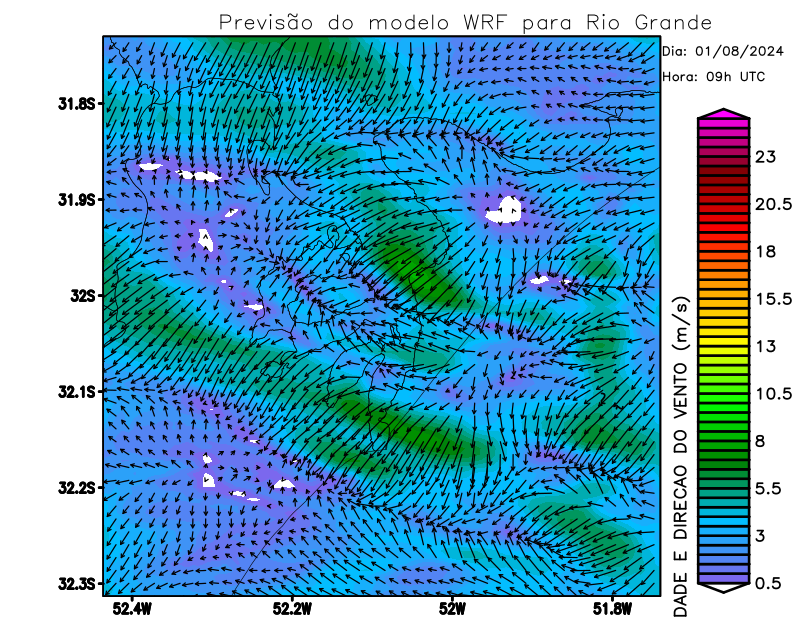 Previsão do modelo WRF para Rio Grande
Dia: 01/08/2024
Hora: 09h UTC
31.8S
31.9S
32S
32.1S
32.2S
32.3S
52.4W
52.2W
52W
51.8W
23
20.5
18
15.5
13
10.5
8
5.5
3
0.5
DADE E DIRECAO DO VENTO (m/s)